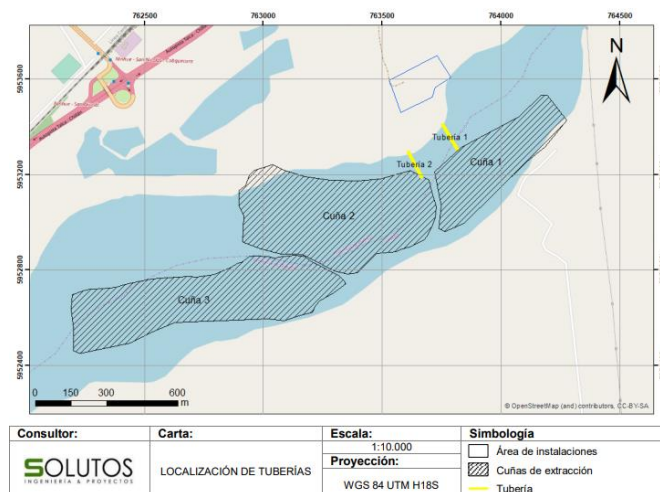 762500 763000 763500 764000 764500
5953600
5953200
5952800
5952400
N
Tubería 1
Tubería 2
Cuña 1
Cuña 2
Cuña 3
0 150 300 600
m
© OpenStreetMap (and) contributors, CC-BY-SA
Consultor:
SOLUTOS
INGENIERÍA & PROYECTOS
Carta:
LOCALIZACIÓN DE TUBERÍAS
Escala:
1:10.000
Proyección:
WGS 84 UTM H18S
Simbología
Área de instalaciones
Cuñas de extracción
Tubería